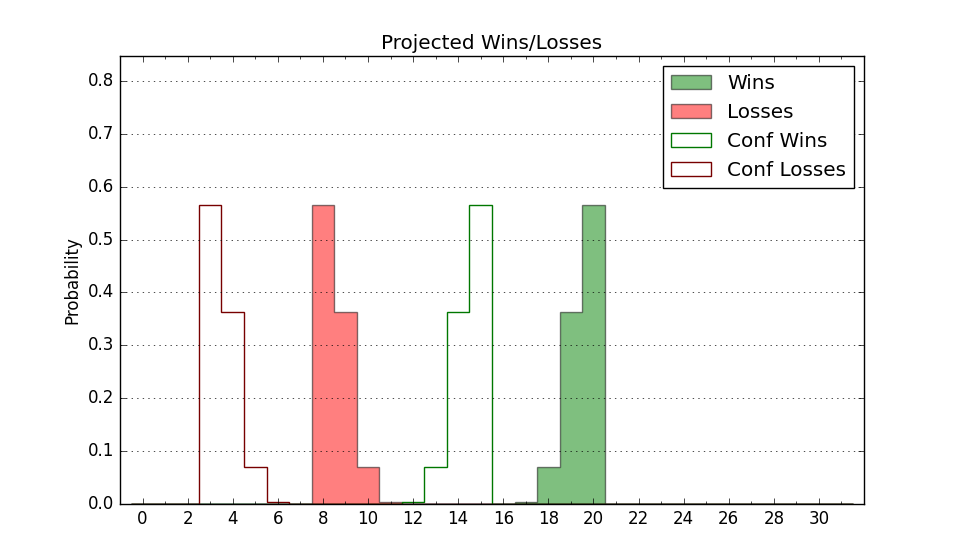 Projected Wins/Losses
Wins
Losses
Conf Wins
Conf Losses
Probability
0.8
0.7
0.6
0.5
0.4
0.3
0.2
0.1
0.0
0 2 4 6 8 10 12 14 16 18 20 22 24 26 28 30